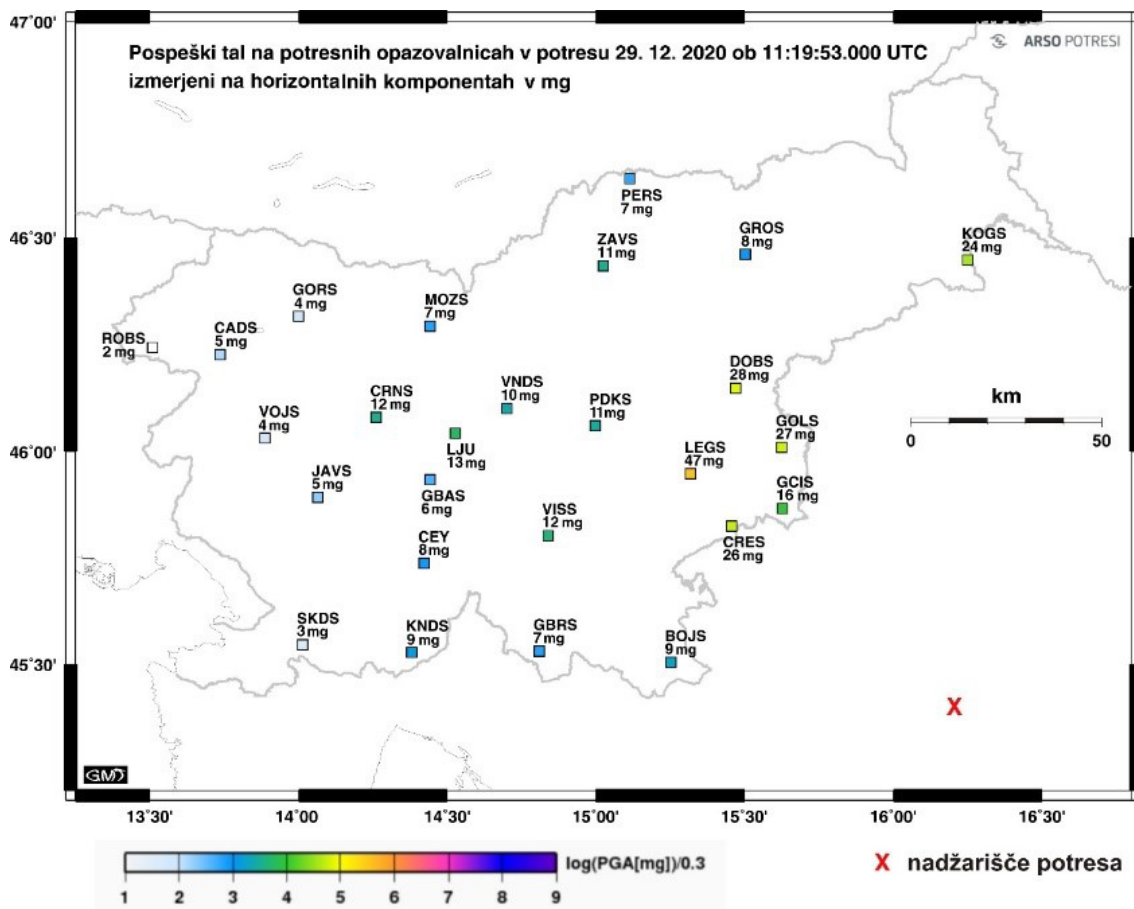 47°00'
ARSO POTRESI
Pospeški tal na potresnih opazovalnicah v potresu 29. 12. 2020 ob 11:19:53.000 UTC
izmerjeni na horizontalnih komponentah v mg
PERS
7 mg
46°30'
ZAVS
11 mg
GROS
8 mg
KOGS
24 mg
GORS
4 mg
MOZS
7 mg
ROBS
2 mg
CADS
5 mg
DOBS
28 mg
CRNS
12 mg
VNDS
10 mg
PDKS
11 mg
km
0 50
VOJS
4 mg
46°00'
LJU
13 mg
GOLS
27 mg
LEGS
47 mg
JAVS
5 mg
GBAS
6 mg
GCIS
16 mg
VISS
12 mg
CRES
26 mg
CEY
8 mg
SKDS
3 mg
KNDS
9 mg
GBRS
7 mg
BOJS
9 mg
45°30'
X
GMT
13°30' 14°00' 14°30' 15°00' 15°30' 16°00' 16°30'
log(PGA[mg])/0.3
1 2 3 4 5 6 7 8 9
X nadžarišče potresa